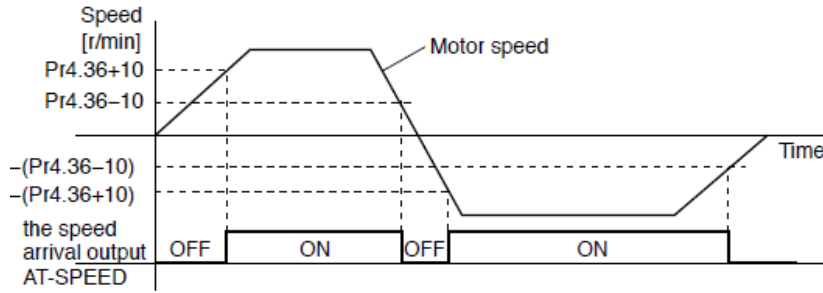 Speed
[r/min]
Motor speed
Pr4.36+10
Pr4.36−10
Time
−(Pr4.36−10)
−(Pr4.36+10)
the speed
arrival output
OFF ON OFF ON
AT-SPEED